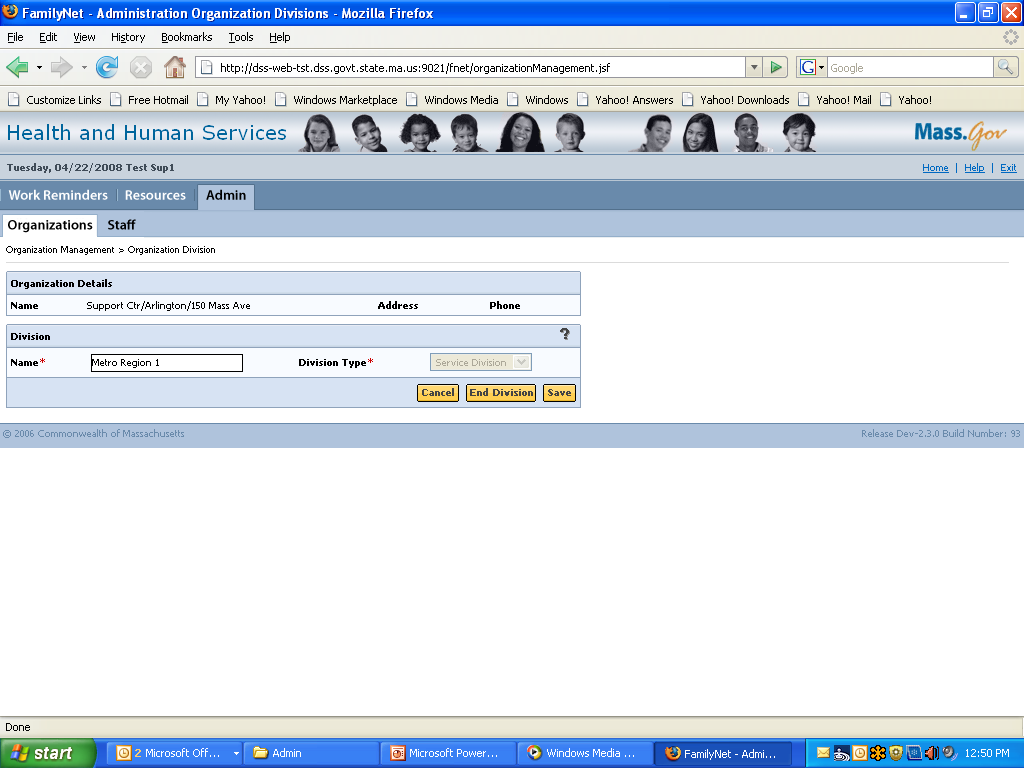 FamilyNet - Administration Organization Divisions - Mozilla Firefox
File Edit View History Bookmarks Tools Help
http://dss-web-tst.dss.govt.state.ma.us:9021/fnet/organizationManagement.jsf G Google
Customize Links Free Hotmail My Yahoo! Windows Marketplace Windows Media Windows Yahoo! Answers Yahoo! Downloads Yahoo! Mail Yahoo!
Health and Human Services Mass.Gov
Tuesday, 04/22/2008 Test Sup1 Home | Help | Exit
Work Reminders | Resources Admin
Organizations Staff
Organization Management > Organization Division
Organization Details
Name Support Ctr/Arlington/150 Mass Ave Address Phone
Division ?
Name* Metro Region 1 Division Type* Service Division
Cancel End Division Save
© 2006 Commonwealth of Massachusetts Release Dev-2.3.0 Build Number: 93
Done
start 2 Microsoft Off... Admin Microsoft Power... Windows Media ... FamilyNet - Admi... 12:50 PM